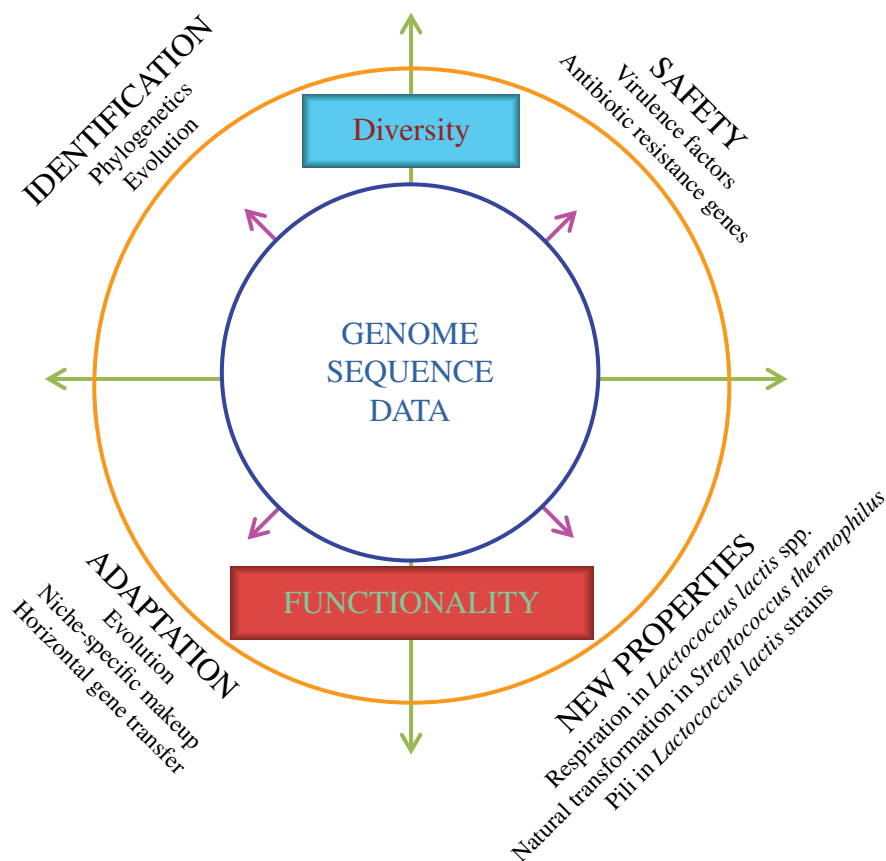 IDENTIFICATION
Phylogenetics
Evolution
Diversity
SAFETY
Virulence factors
Antibiotic resistance genes
GENOME
SEQUENCE
DATA
ADAPTATION
Evolution
Niche-specific makeup
Horizontal gene transfer
FUNCTIONALITY
NEW PROPERTIES
Respiration in Lactococcus lactis spp.
Natural transformation in Streptococcus thermophilus
Pili in Lactococcus lactis strains